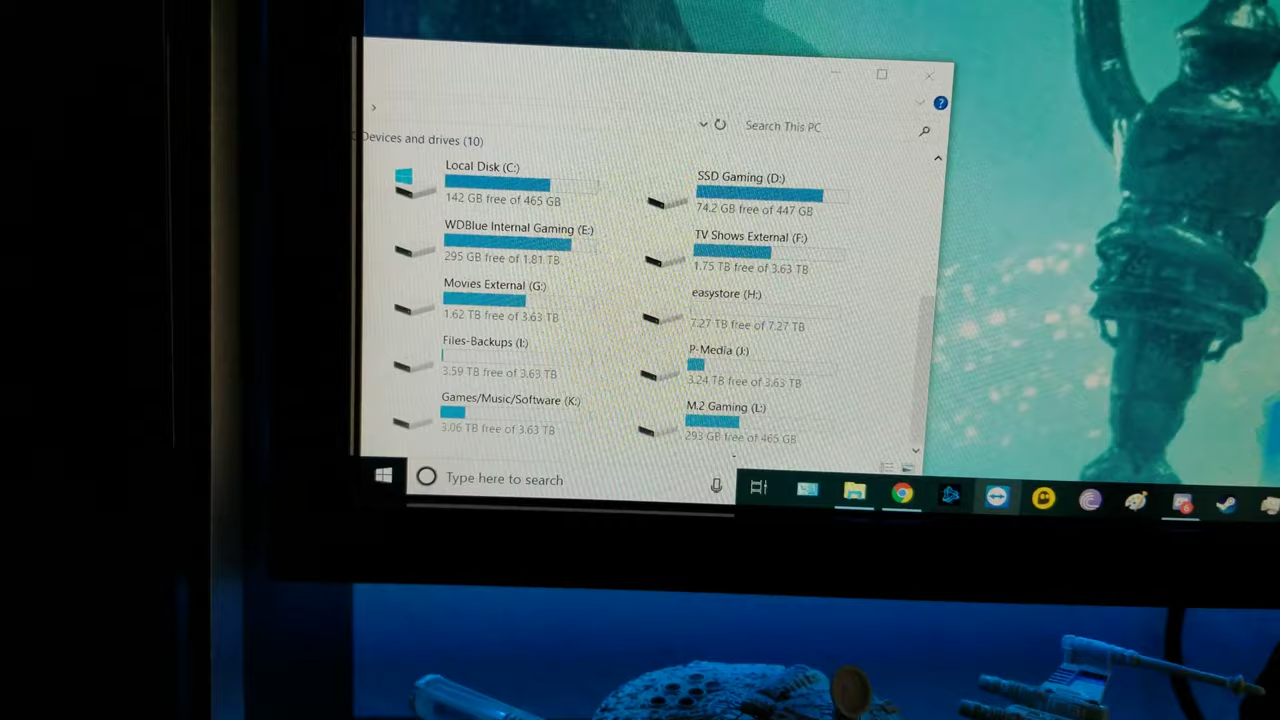 Search This PC
Devices and drives (10)
Local Disk (C:)
142 GB free of 465 GB
SSD Gaming (D:)
74.2 GB free of 447 GB
WDBlue Internal Gaming (E:)
295 GB free of 1.81 TB
TV Shows External (F:)
1.75 TB free of 3.63 TB
Movies External (G:)
1.62 TB free of 3.63 TB
easystore (H:)
7.27 TB free of 7.27 TB
Files-Backups (I:)
3.59 TB free of 3.63 TB
P-Media (J:)
3.24 TB free of 3.63 TB
Games/Music/Software (K:)
3.06 TB free of 3.63 TB
M.2 Gaming (L:)
293 GB free of 465 GB
Type here to search
6